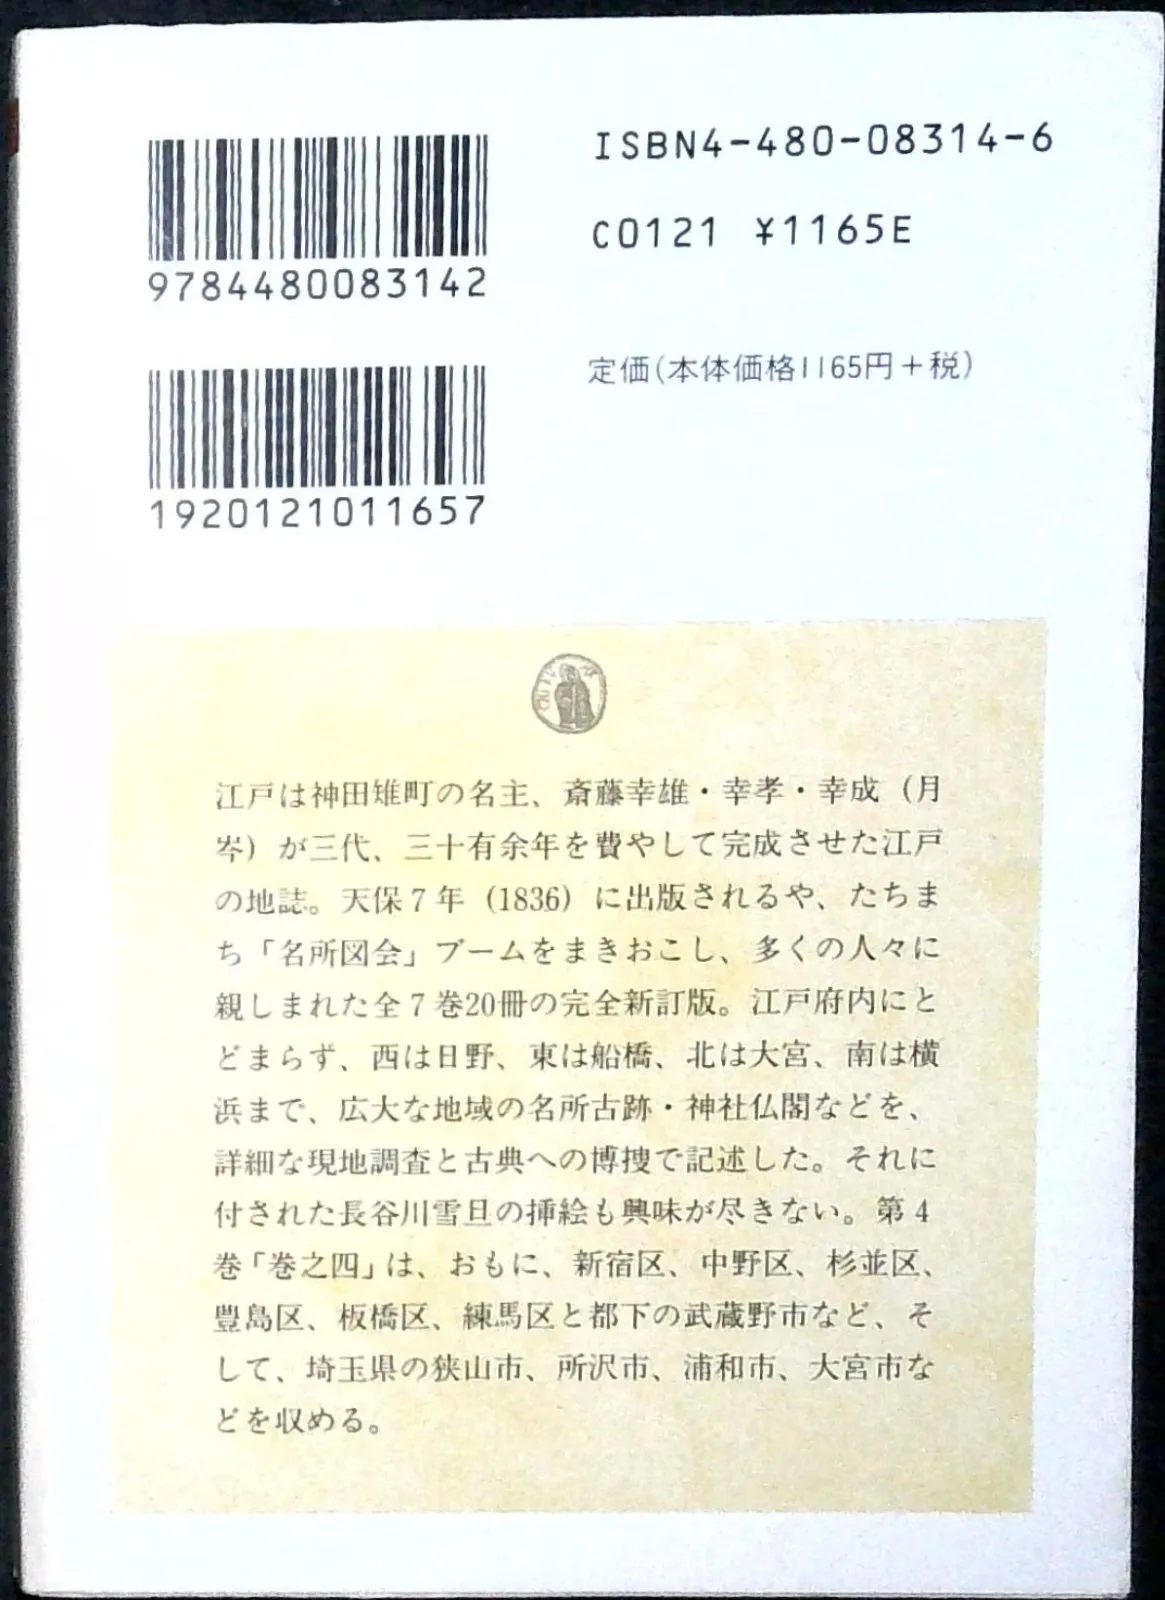 ISBN4-480-08314-6
C0121 ¥1165E
9784480083142
定価(本体価格1165円+税)
1920121011657
江戸は神田雉町の名主、斎藤幸雄・幸孝・幸成(月
岑)が三代、三十有余年を費やして完成させた江戸
の地誌。天保7年(1836)に出版されるや、たちま
ち「名所図会」ブームをまきおこし、多くの人々に
親しまれた全7巻20冊の完全新訂版。江戸府内にと
どまらず、西は日野、東は船橋、北は大宮、南は横
浜まで、広大な地域の名所古跡・神社仏閣などを、
詳細な現地調査と古典への博捜で記述した。それに
付された長谷川雪旦の挿絵も興味が尽きない。第4
巻「巻之四」は、おもに、新宿区、中野区、杉並区、
豊島区、板橋区、練馬区と都下の武蔵野市など、そ
して、埼玉県の狭山市、所沢市、浦和市、大宮市な
どを収める。